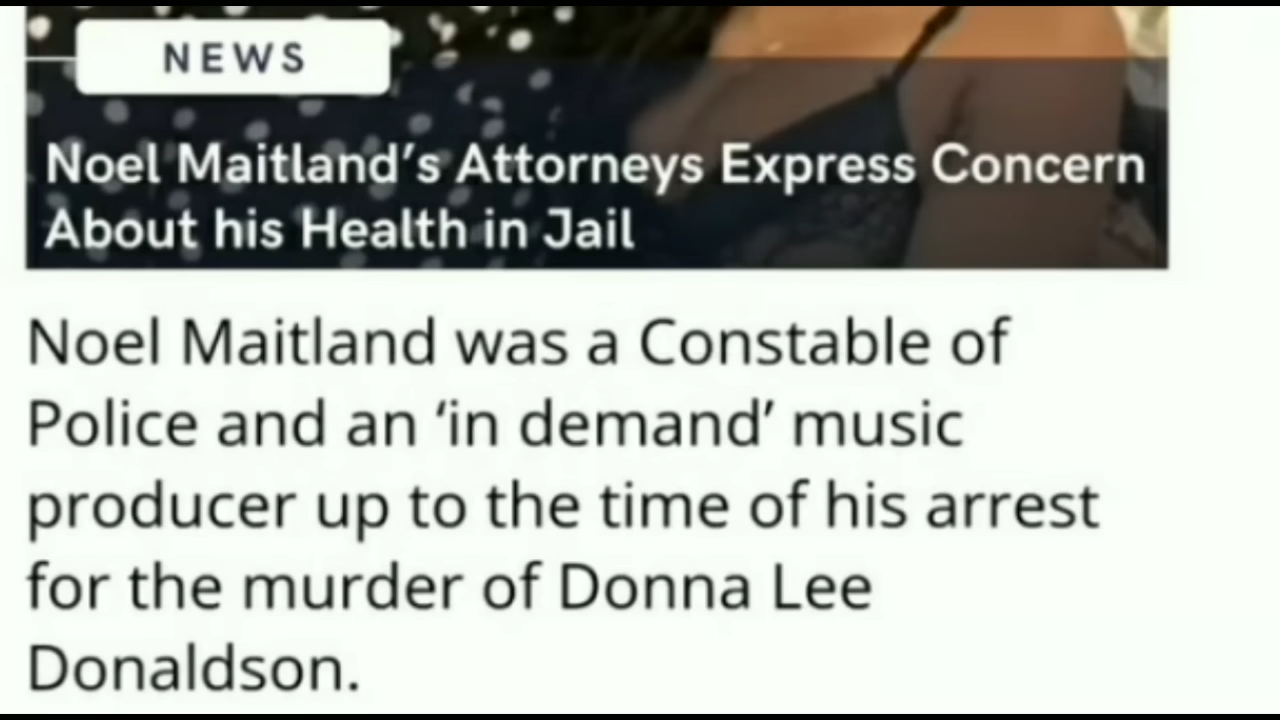 NEWS
Noel Maitland’s Attorneys Express Concern
About his Health in Jail
Noel Maitland was a Constable of
Police and an ‘in demand’ music
producer up to the time of his arrest
for the murder of Donna Lee
Donaldson.